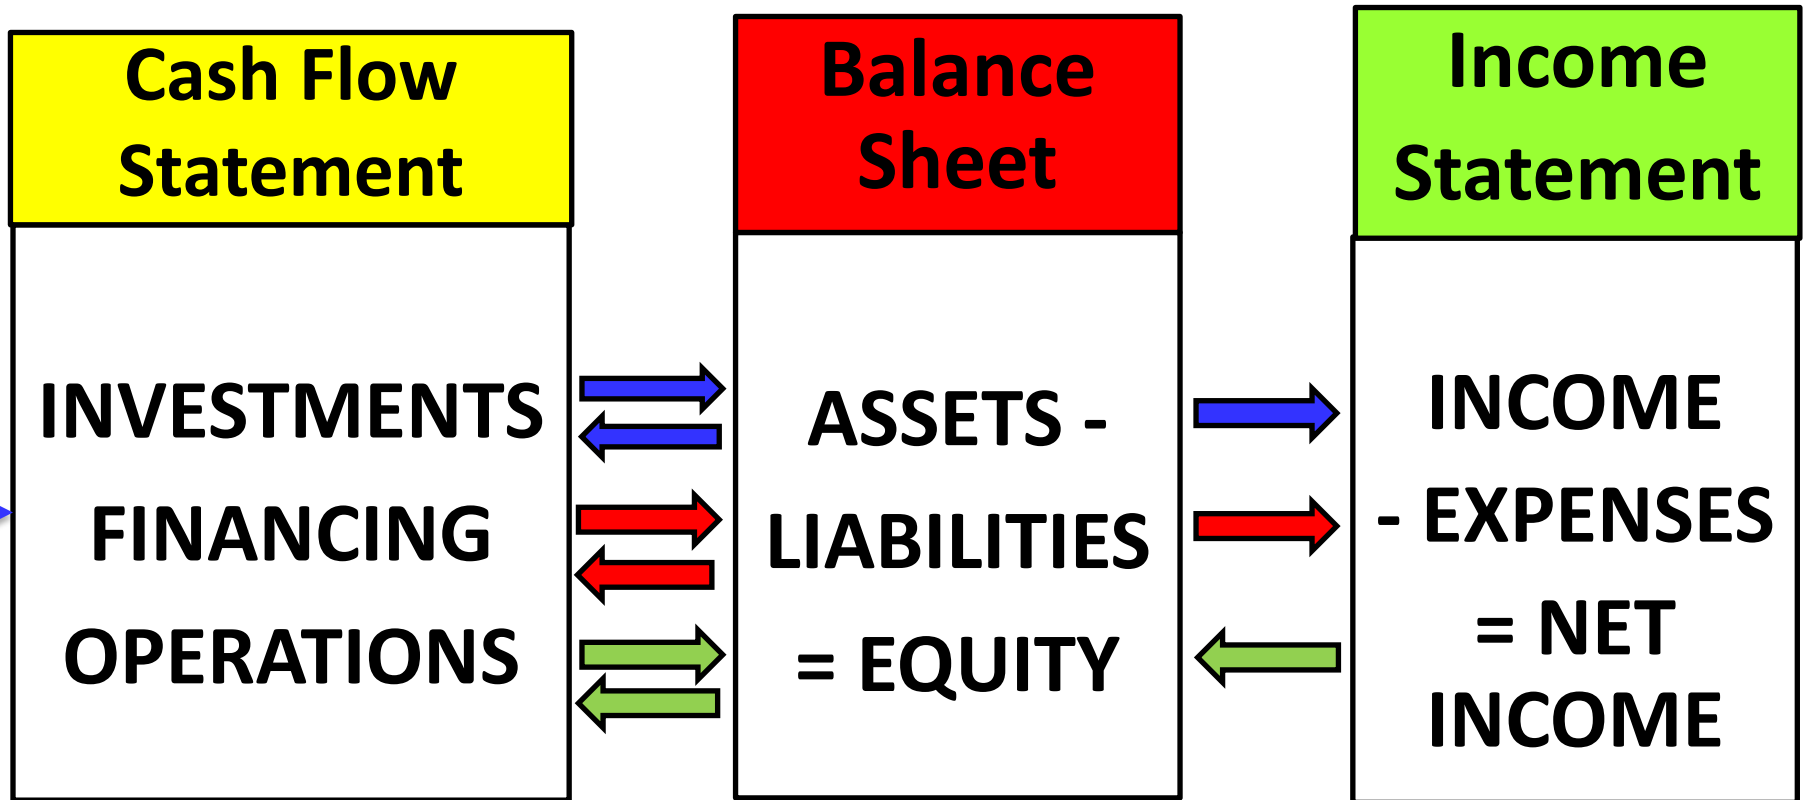 Cash Flow
Statement
INVESTMENTS
FINANCING
OPERATIONS
Balance
Sheet
ASSETS -
LIABILITIES
= EQUITY
Income
Statement
INCOME
- EXPENSES
= NET
INCOME